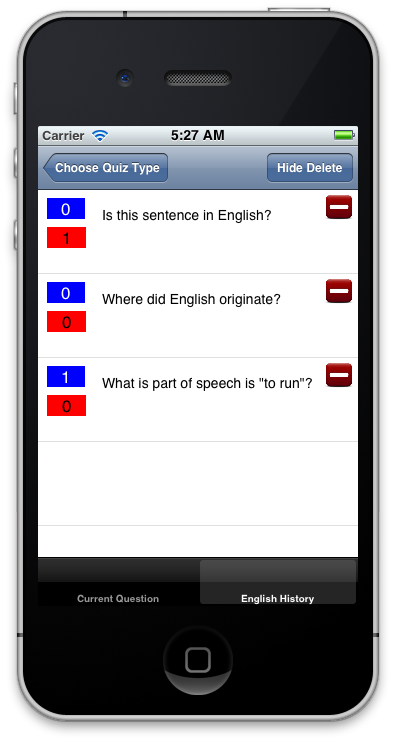 Carrier 5:27 AM
Choose Quiz Type Hide Delete
0
Is this sentence in English?
1
0
Where did English originate?
0
1
What is part of speech is "to run"?
0
Current Question English History